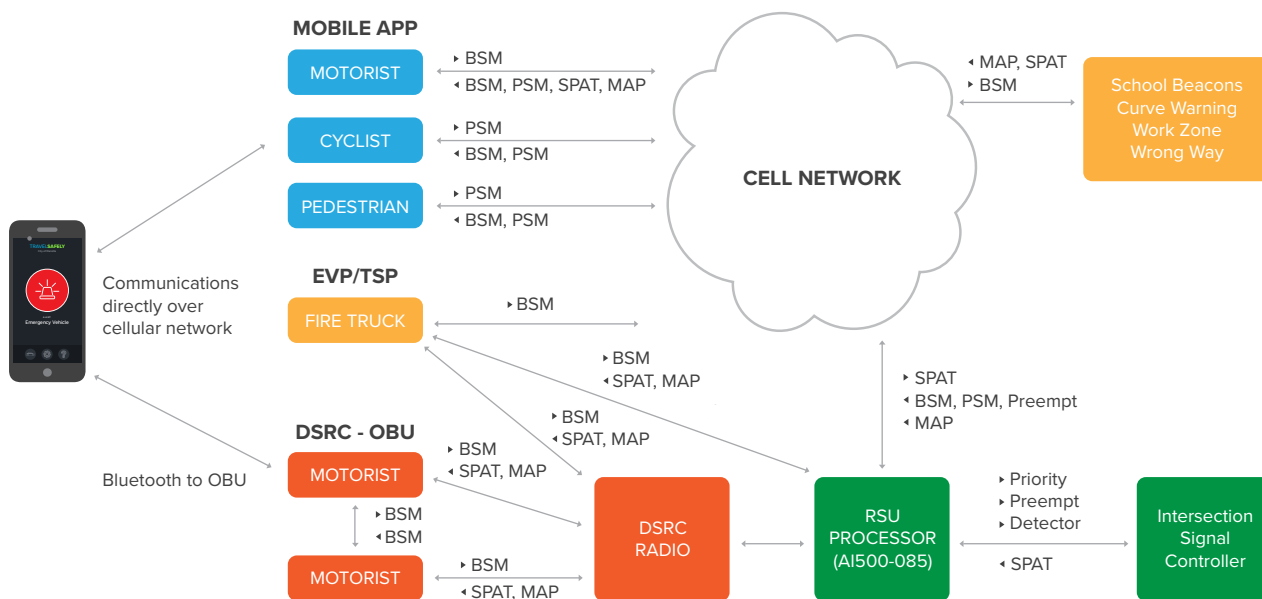 MOBILE APP
MOTORIST
▸ BSM
◂ BSM, PSM, SPAT, MAP
CYCLIST
▸ PSM
◂ BSM, PSM
PEDESTRIAN
▸ PSM
◂ BSM, PSM
CELL NETWORK
◂ MAP, SPAT
▸ BSM
School Beacons
Curve Warning
Work Zone
Wrong Way
TRAVELSAFELY
Emergency Vehicle
Communications
directly over
cellular network
EVP/TSP
FIRE TRUCK
▸ BSM
▸ BSM
◂ SPAT, MAP
▸ BSM
◂ SPAT, MAP
▸ SPAT
◂ BSM, PSM, Preempt
◂ MAP
Bluetooth to OBU
DSRC - OBU
MOTORIST
▸ BSM
◂ SPAT, MAP
▸ BSM
◂ BSM
MOTORIST
▸ BSM
◂ SPAT, MAP
DSRC
RADIO
RSU
PROCESSOR
(AI500-085)
▸ Priority
▸ Preempt
▸ Detector
◂ SPAT
Intersection
Signal
Controller